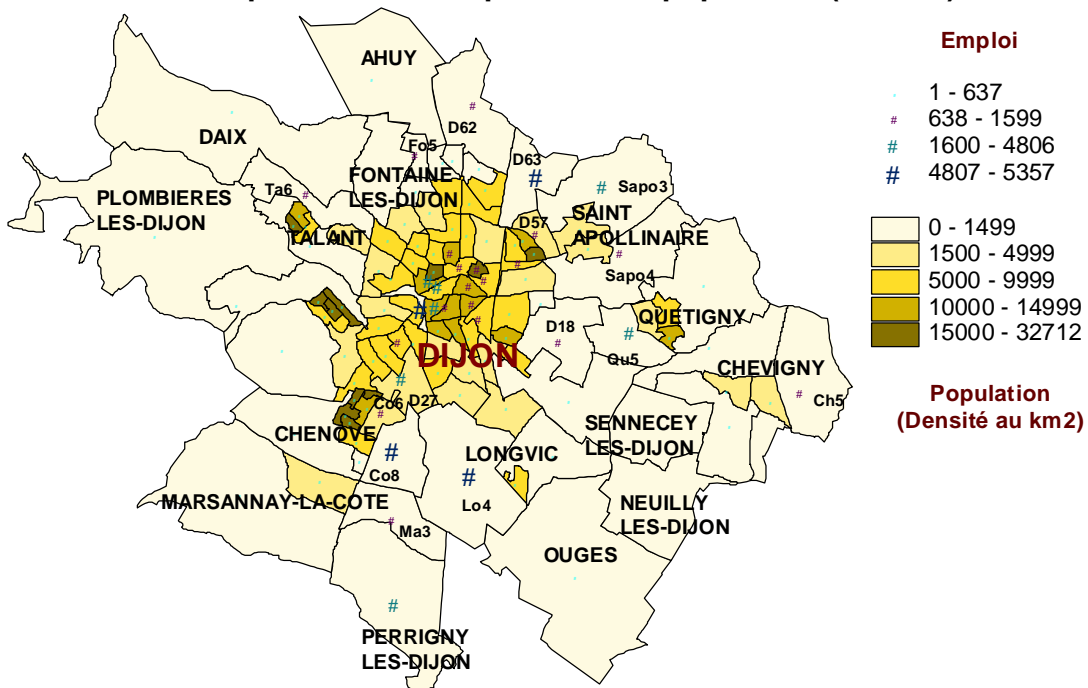 AHUY
D62
DAIX
Fo5
D63
FONTAINE
LES-DIJON
Ta6
Sapo3
PLOMBIERES
LES-DIJON
SAINT
APOLLINAIRE
D57
TALANT
Sapo4
D18
QUETIGNY
DIJON
Qu5
CHEVIGNY
Ch5
Co6
D27
CHENOVE
SENNECEY
LES-DIJON
LONGVIC
Co8
Lo4
MARSANNAY-LA-COTE
NEUILLY
LES-DIJON
Ma3
OUGES
PERRIGNY
LES-DIJON
Emploi
1 - 637
# 638 - 1599
# 1600 - 4806
# 4807 - 5357
0 - 1499
1500 - 4999
5000 - 9999
10000 - 14999
15000 - 32712
Population
(Densité au km2)